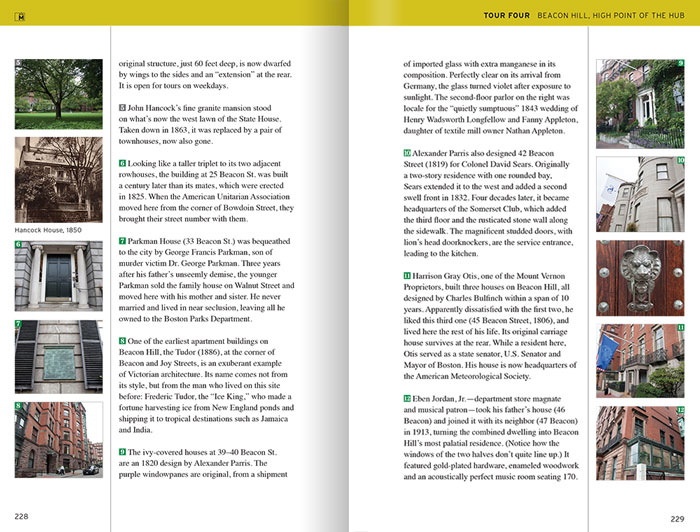 TOUR FOUR BEACON HILL, HIGH POINT OF THE HUB
original structure, just 60 feet deep, is now dwarfed
by wings to the sides and an “extension” at the rear.
It is open for tours on weekdays.
5 John Hancock’s fine granite mansion stood
on what’s now the west lawn of the State House.
Taken down in 1863, it was replaced by a pair of
townhouses, now also gone.
6 Looking like a taller triplet to its two adjacent
rowhouses, the building at 25 Beacon St. was built
a century later than its mates, which were erected
in 1825. When the American Unitarian Association
moved here from the corner of Bowdoin Street, they
brought their street number with them.
7 Parkman House (33 Beacon St.) was bequeathed
to the city by George Francis Parkman, son of
murder victim Dr. George Parkman. Three years
after his father’s unseemly demise, the younger
Parkman sold the family house on Walnut Street and
moved here with his mother and sister. He never
married and lived in near seclusion, leaving all he
owned to the Boston Parks Department.
8 One of the earliest apartment buildings on
Beacon Hill, the Tudor (1886), at the corner of
Beacon and Joy Streets, is an exuberant example
of Victorian architecture. Its name comes not from
its style, but from the man who lived on this site
before: Frederic Tudor, the “Ice King,” who made a
fortune harvesting ice from New England ponds and
shipping it to tropical destinations such as Jamaica
and India.
9 The ivy-covered houses at 39–40 Beacon St.
are an 1820 design by Alexander Parris. The
purple windowpanes are original, from a shipment
Hancock House, 1850
6
7
8
228
of imported glass with extra manganese in its
composition. Perfectly clear on its arrival from
Germany, the glass turned violet after exposure to
sunlight. The second-floor parlor on the right was
locale for the “quietly sumptuous” 1843 wedding of
Henry Wadsworth Longfellow and Fanny Appleton,
daughter of textile mill owner Nathan Appleton.
10 Alexander Parris also designed 42 Beacon
Street (1819) for Colonel David Sears. Originally
a two-story residence with one rounded bay,
Sears extended it to the west and added a second
swell front in 1832. Four decades later, it became
headquarters of the Somerset Club, which added
the third floor and the rusticated stone wall along
the sidewalk. The magnificent studded doors, with
lion’s head doorknockers, are the service entrance,
leading to the kitchen.
11 Harrison Gray Otis, one of the Mount Vernon
Proprietors, built three houses on Beacon Hill, all
designed by Charles Bulfinch within a span of 10
years. Apparently dissatisfied with the first two, he
liked this third one (45 Beacon Street, 1806), and
lived here the rest of his life. Its original carriage
house survives at the rear. While a resident here,
Otis served as a state senator, U.S. Senator and
Mayor of Boston. His house is now headquarters of
the American Meteorological Society.
12 Eben Jordan, Jr.—department store magnate
and musical patron—took his father’s house (46
Beacon) and joined it with its neighbor (47 Beacon)
in 1913, turning the combined dwelling into Beacon
Hill’s most palatial residence. (Notice how the
windows of the two halves don’t quite line up.) It
featured gold-plated hardware, enameled woodwork
and an acoustically perfect music room seating 170.
9
10
11
12
229